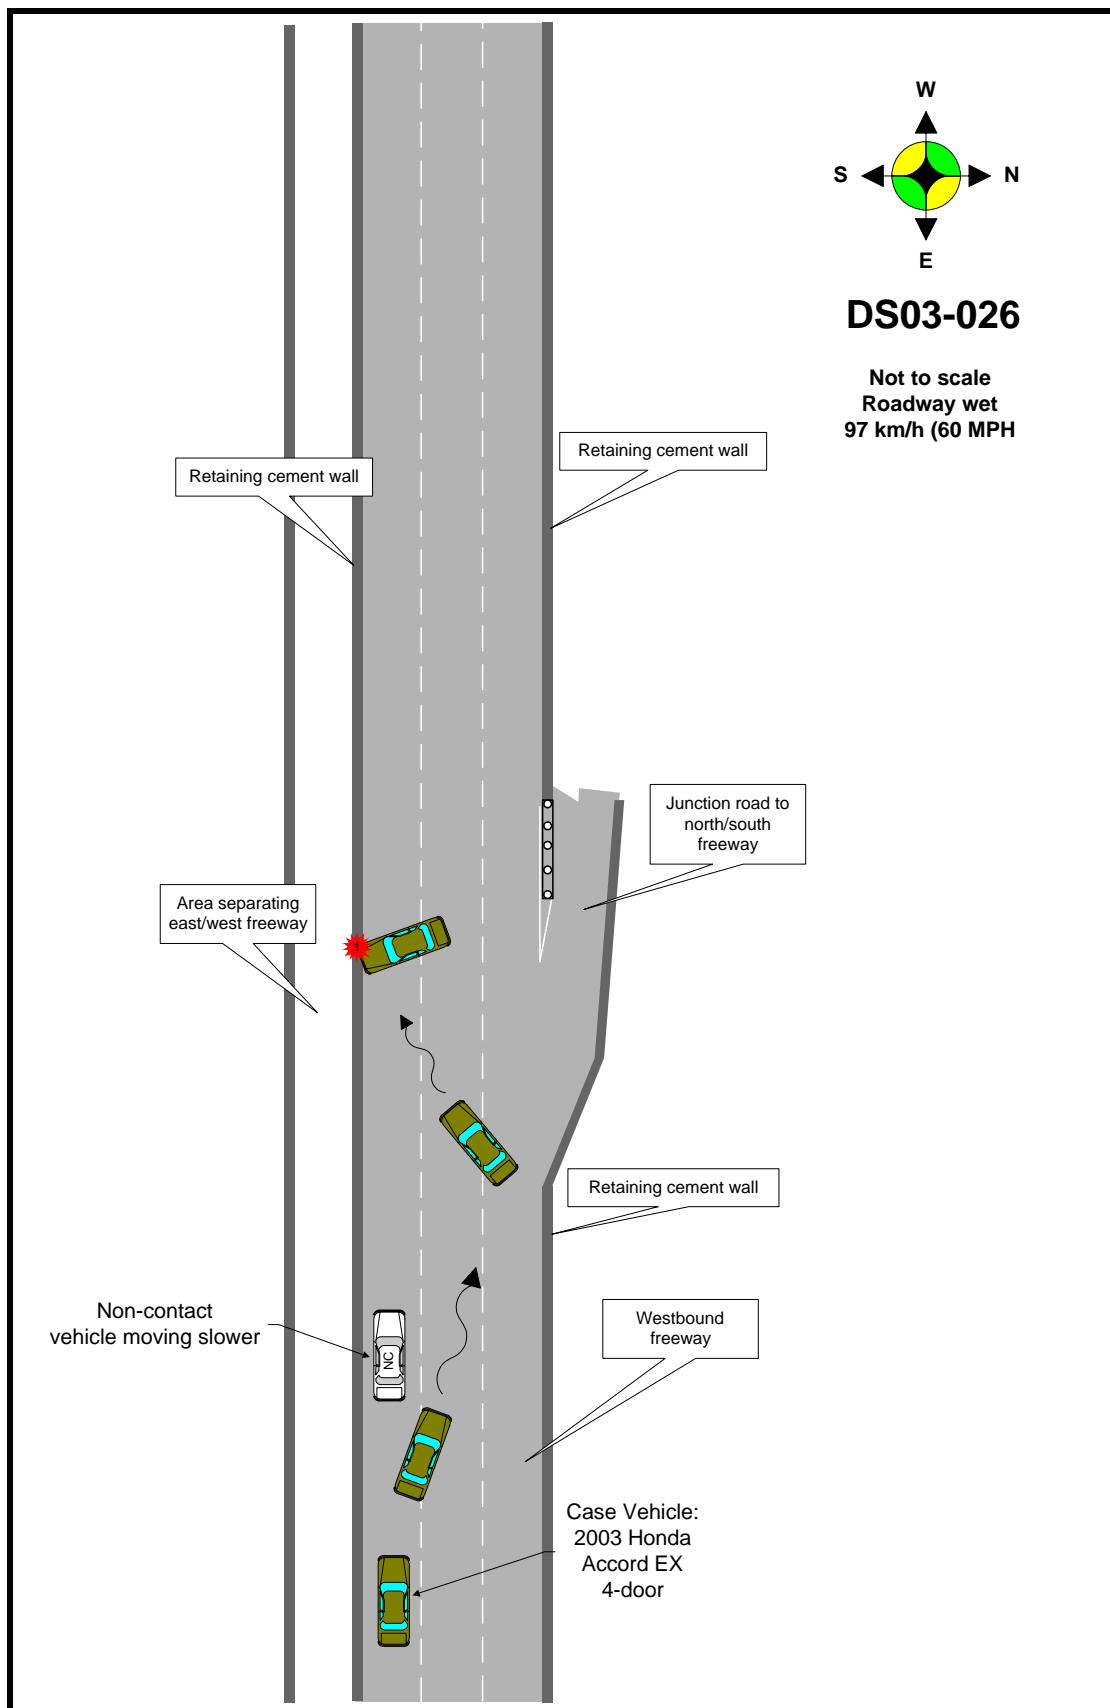 W
S
N
E
DS03-026
Not to scale
Roadway wet
97 km/h (60 MPH
Retaining cement wall
Retaining cement wall
Junction road to
north/south
freeway
Area separating
east/west freeway
1
Retaining cement wall
Non-contact
vehicle moving slower
NC
Westbound
freeway
Case Vehicle:
2003 Honda
Accord EX
4-door